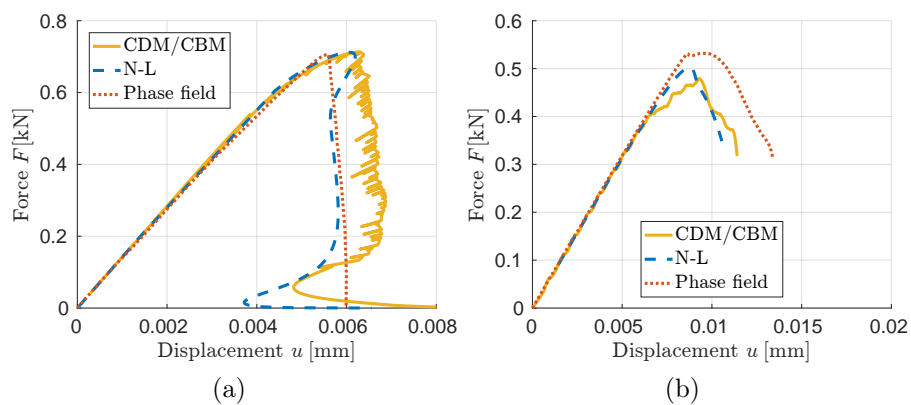 0.8
0.6
0.4
0.2
0
Force F [kN]
CDM/CBM
N-L
Phase field
0 0.002 0.004 0.006 0.008
Displacement u [mm]
(a)
0.6
0.5
0.4
0.3
0.2
0.1
0
Force F [kN]
CDM/CBM
N-L
Phase field
0 0.005 0.01 0.015 0.02
Displacement u [mm]
(b)